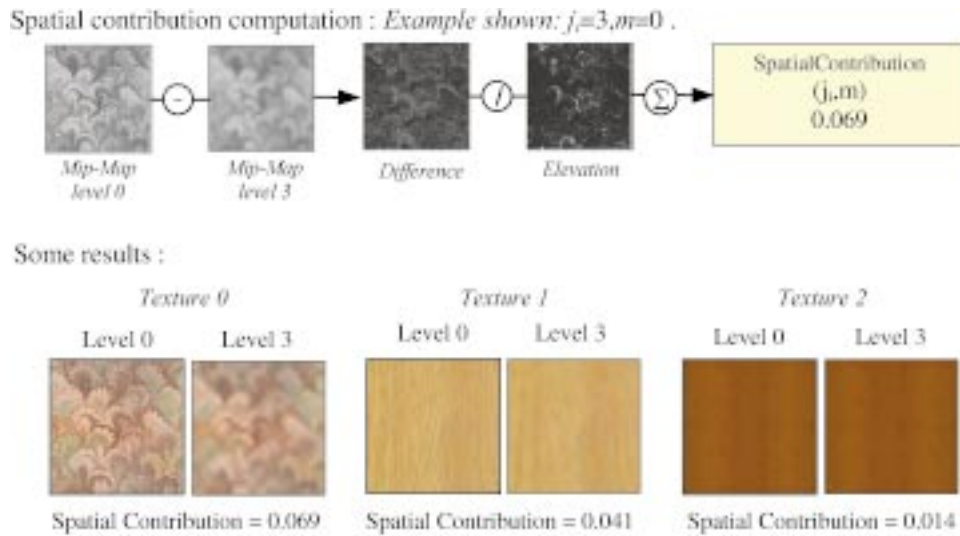 Spatial contribution computation : Example shown: jᵢ=3,m=0 .
SpatialContribution
(jᵢ,m)
0.069
−
f
Σ
Mip-Map
level 0
Mip-Map
level 3
Difference
Elevation
Some results :
Texture 0
Texture 1
Texture 2
Level 0
Level 3
Level 0
Level 3
Level 0
Level 3
Spatial Contribution = 0.069
Spatial Contribution = 0.041
Spatial Contribution = 0.014